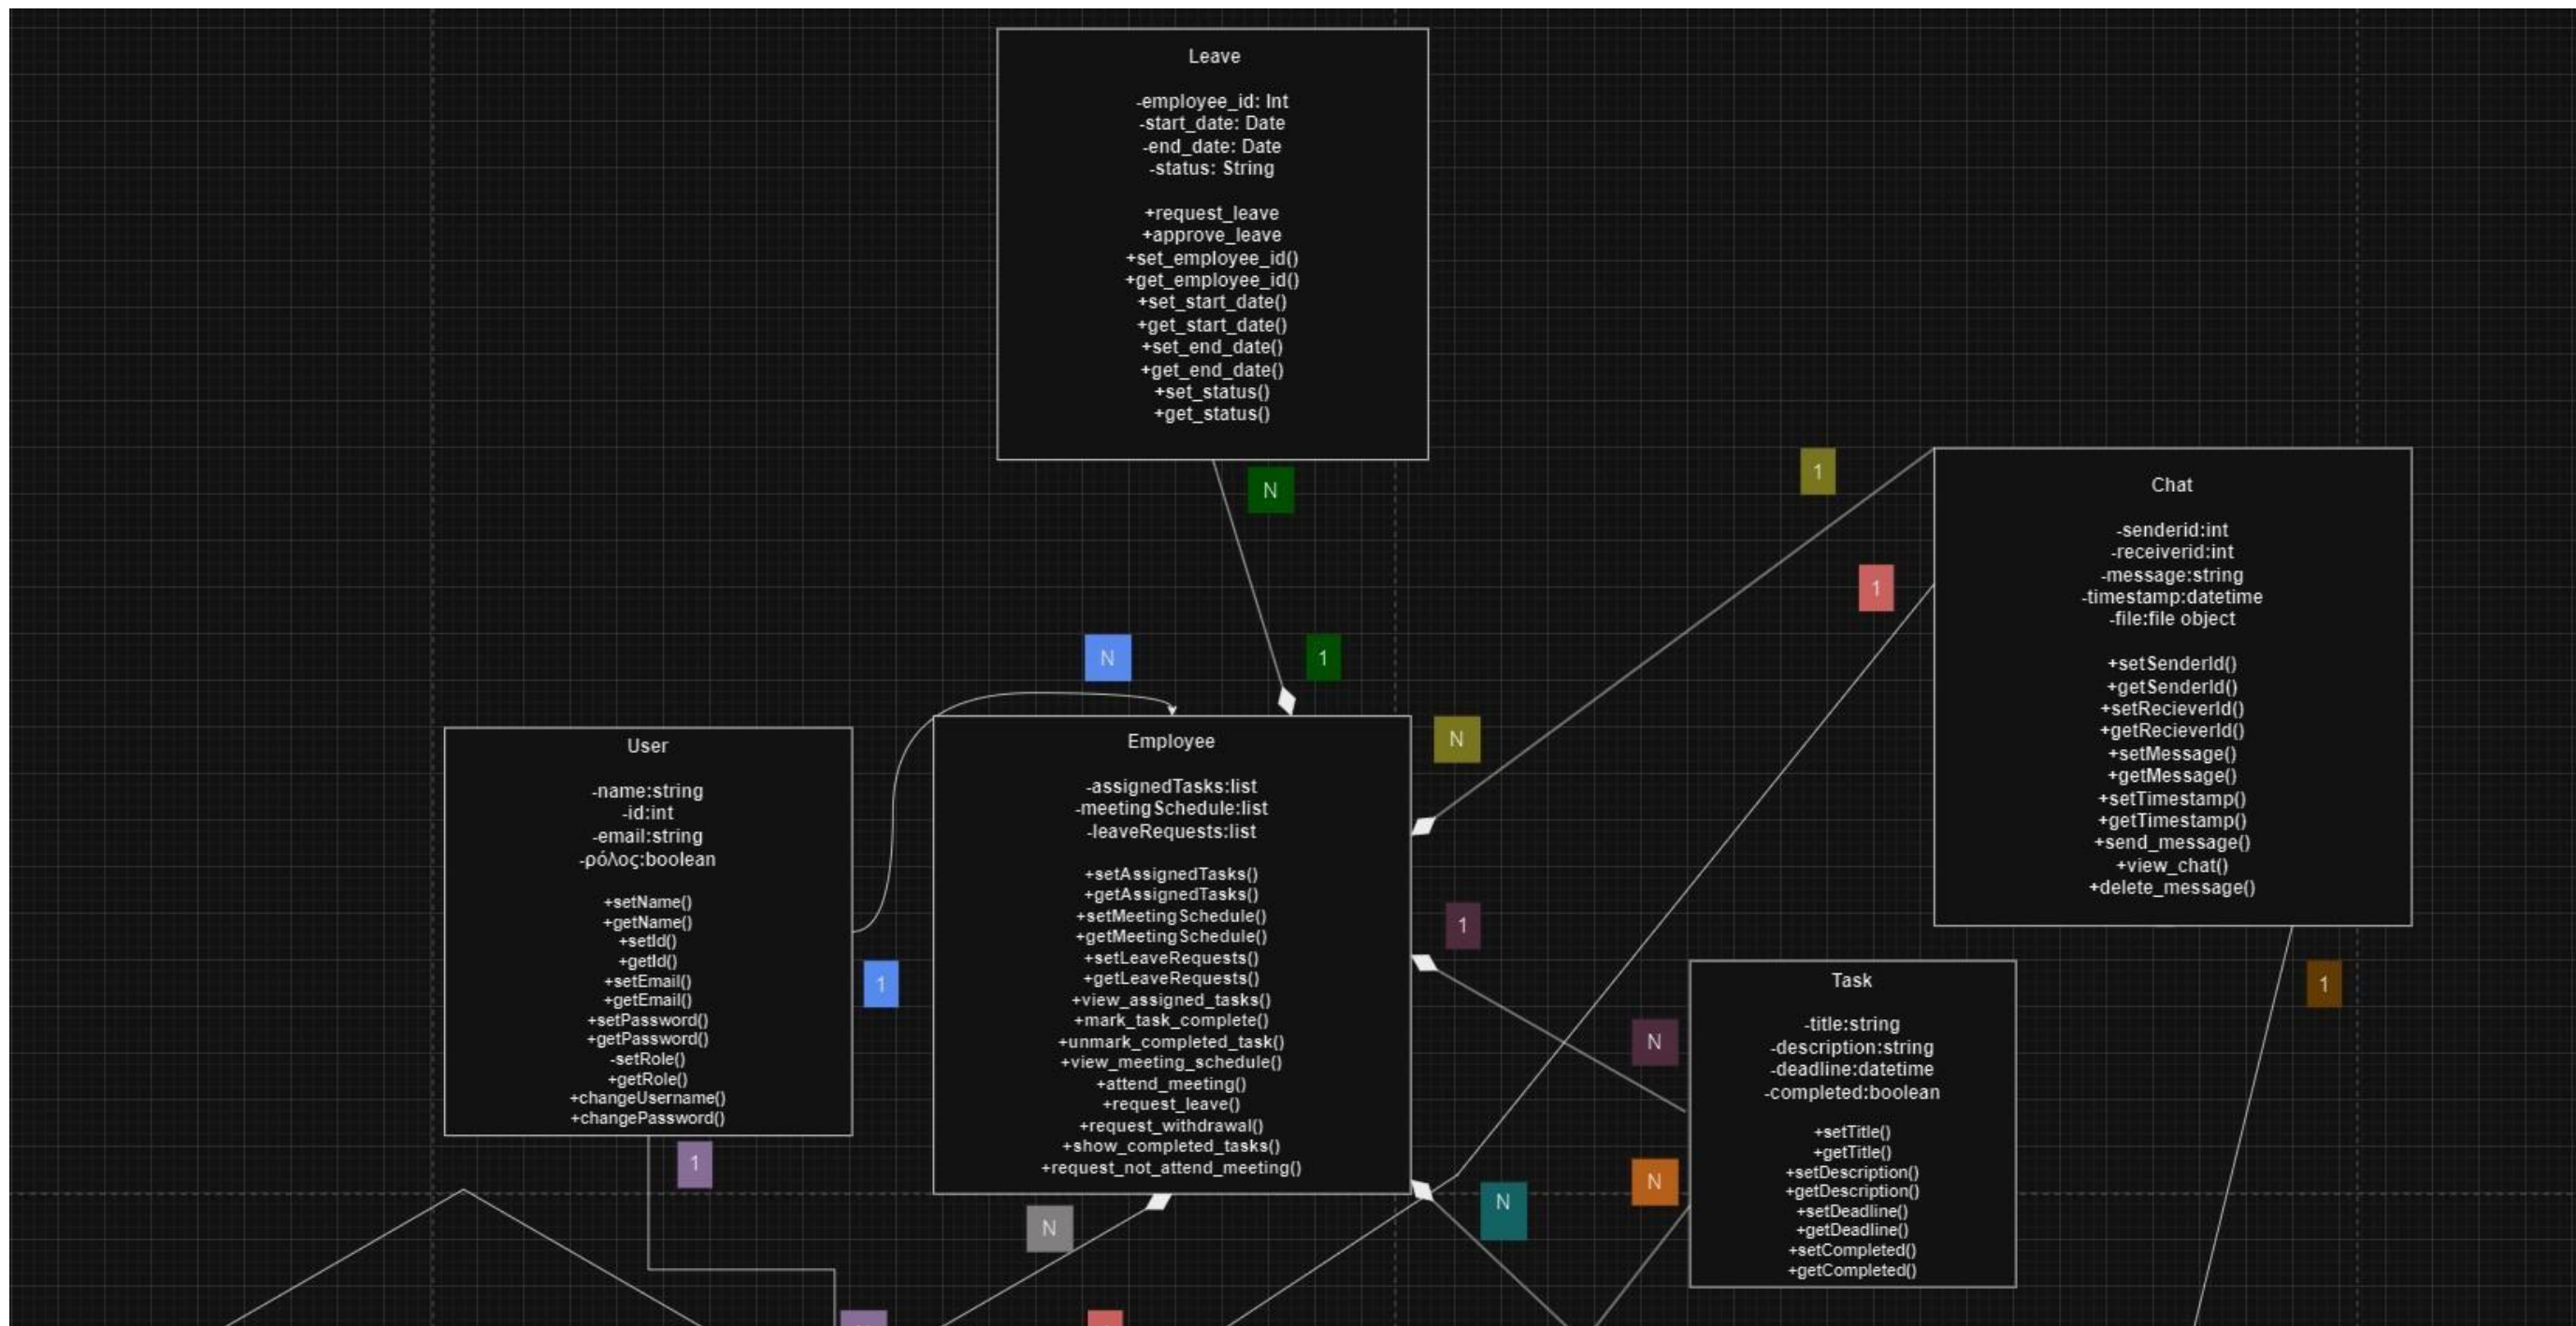 Leave
-employee_id: Int
-start_date: Date
-end_date: Date
-status: String
+request_leave
+approve_leave
+set_employee_id()
+get_employee_id()
+set_start_date()
+get_start_date()
+set_end_date()
+get_end_date()
+set_status()
+get_status()
N
1
N
1
User
-name:string
-id:int
-email:string
-ρόλος:boolean
+setName()
+getName()
+setId()
+getId()
+setEmail()
+getEmail()
+setPassword()
+getPassword()
-setRole()
+getRole()
+changeUsername()
+changePassword()
1
Employee
-assignedTasks:list
-meetingSchedule:list
-leaveRequests:list
+setAssignedTasks()
+getAssignedTasks()
+setMeetingSchedule()
+getMeetingSchedule()
+setLeaveRequests()
+getLeaveRequests()
+view_assigned_tasks()
+mark_task_complete()
+unmark_completed_task()
+view_meeting_schedule()
+attend_meeting()
+request_leave()
+request_withdrawal()
+show_completed_tasks()
+request_not_attend_meeting()
N
N
1
1
1
N
N
N
Chat
-senderid:int
-receiverid:int
-message:string
-timestamp:datetime
-file:file object
+setSenderId()
+getSenderId()
+setRecieverId()
+getRecieverId()
+setMessage()
+getMessage()
+setTimestamp()
+getTimestamp()
+send_message()
+view_chat()
+delete_message()
1
Task
-title:string
-description:string
-deadline:datetime
-completed:boolean
+setTitle()
+getTitle()
+setDescription()
+getDescription()
+setDeadline()
+getDeadline()
+setCompleted()
+getCompleted()